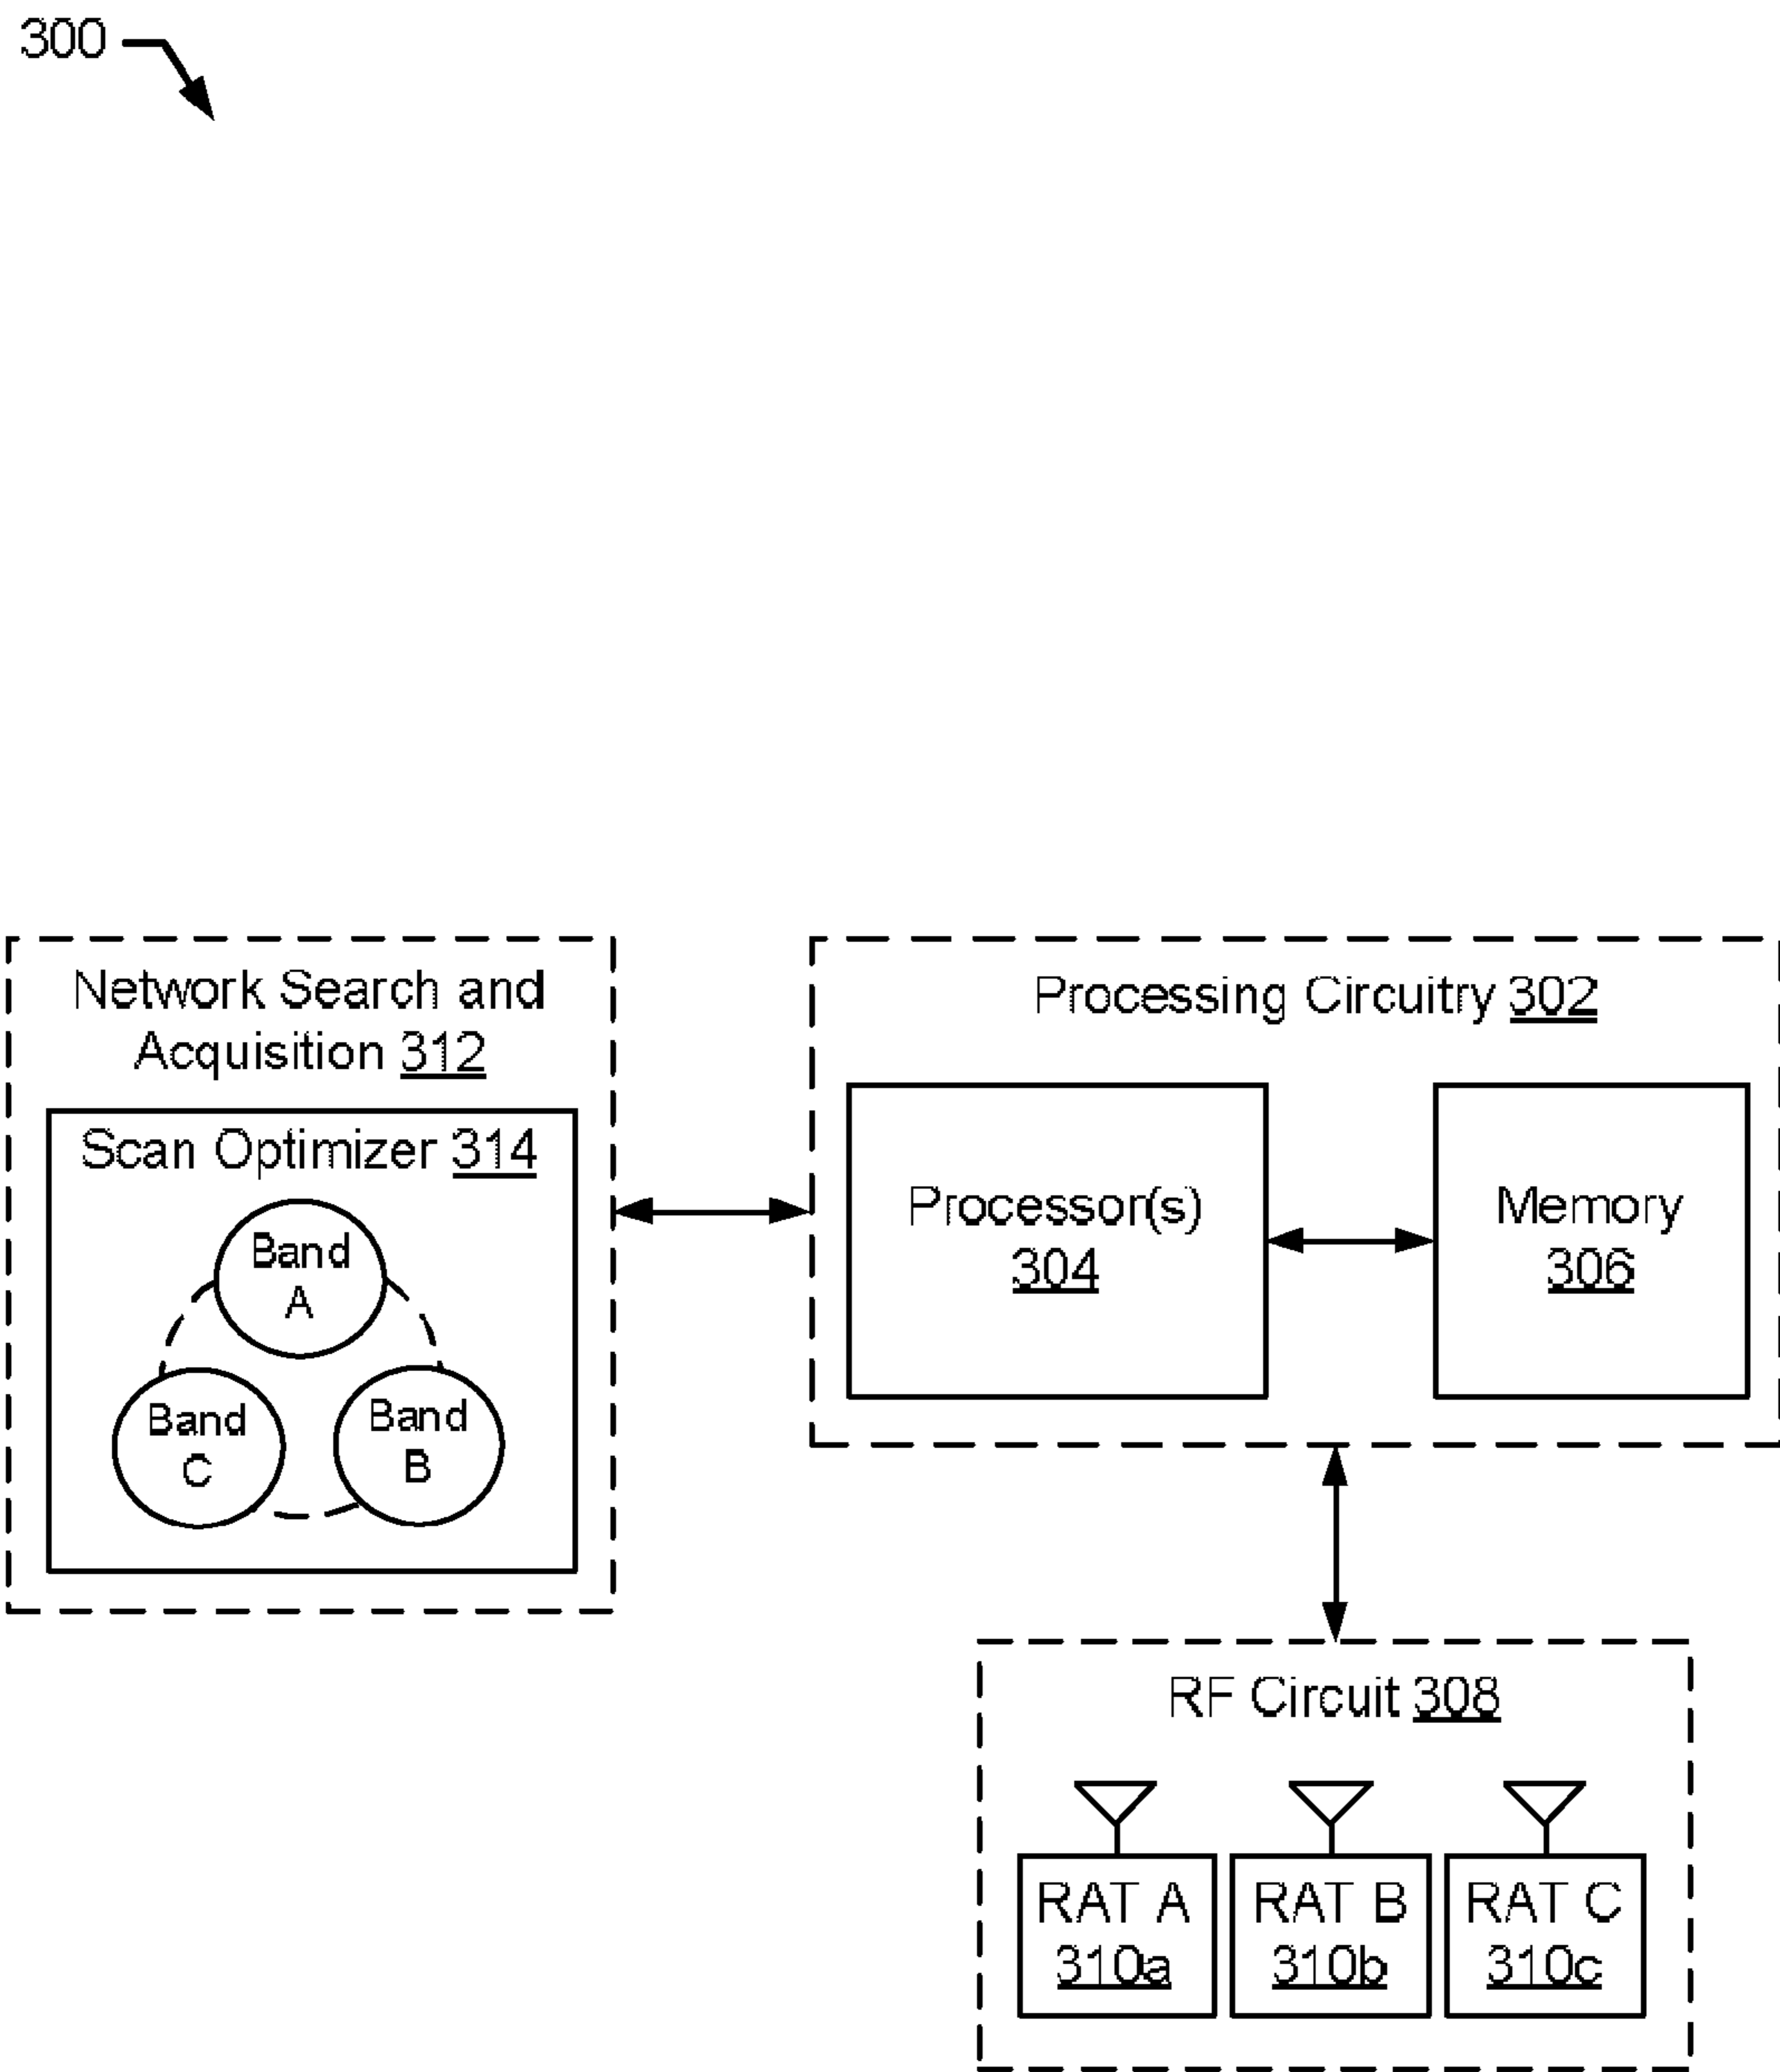 300
Network Search and
Acquisition 312
Scan Optimizer 314
Band
A
Band
C
Band
B
Processing Circuitry 302
Processor(s)
304
Memory
306
RF Circuit 308
RAT A
310a
RAT B
310b
RAT C
310c